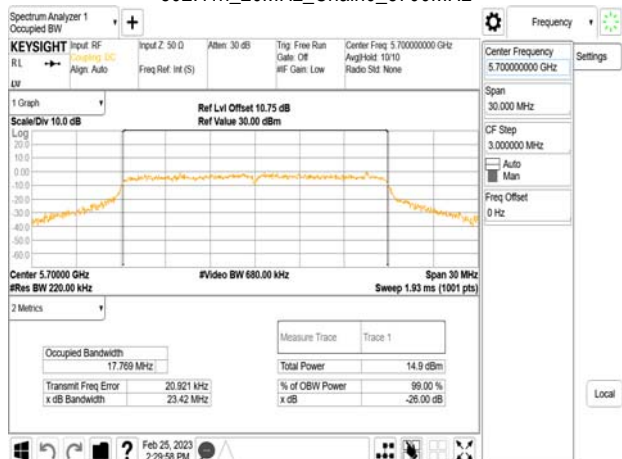 Spectrum Analyzer 1
Occupied BW
Frequency
KEYSIGHT
Input: RF
Coupling: DC
Align: Auto
Input Z: 50 Ω
Freq Ref: Int (S)
Atten: 30 dB
Trig: Free Run
Gate: Off
#IF Gain: Low
Center Freq: 5.700000000 GHz
Avg|Hold: 10/10
Radio Std: None
RL
Center Frequency
5.700000000 GHz
Settings
Span
30.000 MHz
CF Step
3.000000 MHz
Auto
Man
Freq Offset
0 Hz
Local
1 Graph
Scale/Div 10.0 dB
Ref Lvl Offset 10.75 dB
Ref Value 30.00 dBm
Log
20.0
10.0
0.00
-10.0
-20.0
-30.0
-40.0
-50.0
-60.0
Center 5.70000 GHz
#Video BW 680.00 kHz
Span 30 MHz
#Res BW 220.00 kHz
Sweep 1.93 ms (1001 pts)
2 Metrics
Measure Trace
Trace 1
Occupied Bandwidth
17.769 MHz
Total Power
14.9 dBm
Transmit Freq Error
20.921 kHz
% of OBW Power
99.00 %
x dB Bandwidth
23.42 MHz
x dB
-26.00 dB
Feb 25, 2023
2:29:58 PM